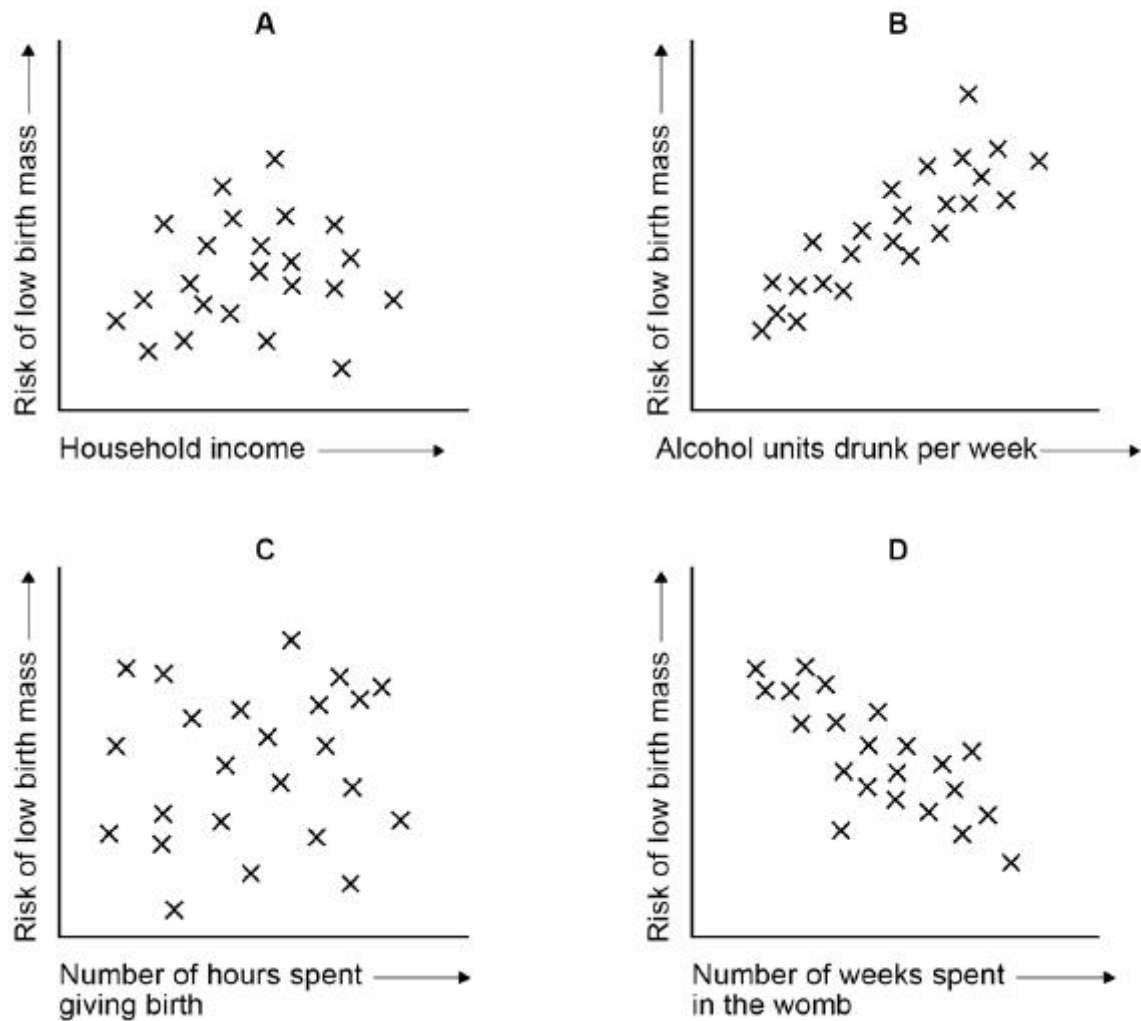 A
Risk of low birth mass
Household income
B
Risk of low birth mass
Alcohol units drunk per week
C
Risk of low birth mass
Number of hours spent
giving birth
D
Risk of low birth mass
Number of weeks spent
in the womb